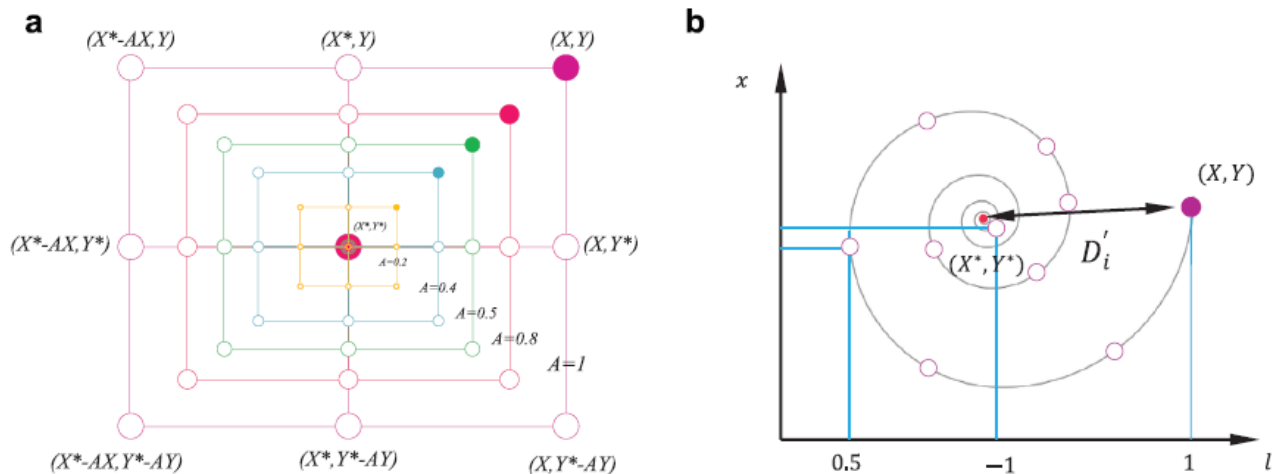 a
(X*-AX,Y)
(X*,Y)
(X,Y)
(X*-AX,Y*)
(X*,Y*)
(X,Y*)
A=0.2
A=0.4
A=0.5
A=0.8
A=1
(X*-AX,Y*-AY)
(X*,Y*-AY)
(X,Y*-AY)
b
x
(X,Y)
D'i
(X*,Y*)
0.5
-1
1
l